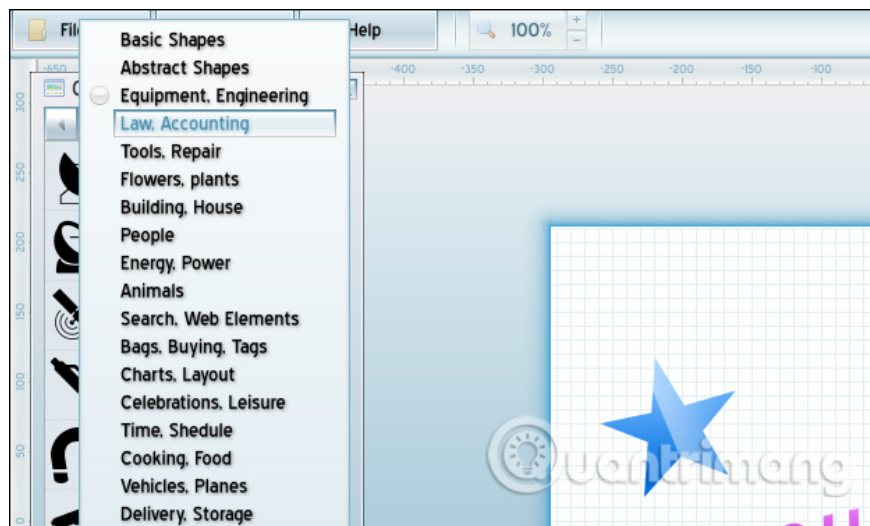 Help
100%
-650
-400
-350
-300
-250
-200
-150
-100
300
250
200
150
100
50
0
Basic Shapes
Abstract Shapes
Equipment, Engineering
Law, Accounting
Tools, Repair
Flowers, plants
Building, House
People
Energy, Power
Animals
Search, Web Elements
Bags, Buying, Tags
Charts, Layout
Celebrations, Leisure
Time, Shedule
Cooking, Food
Vehicles, Planes
Delivery, Storage
Quantrimang